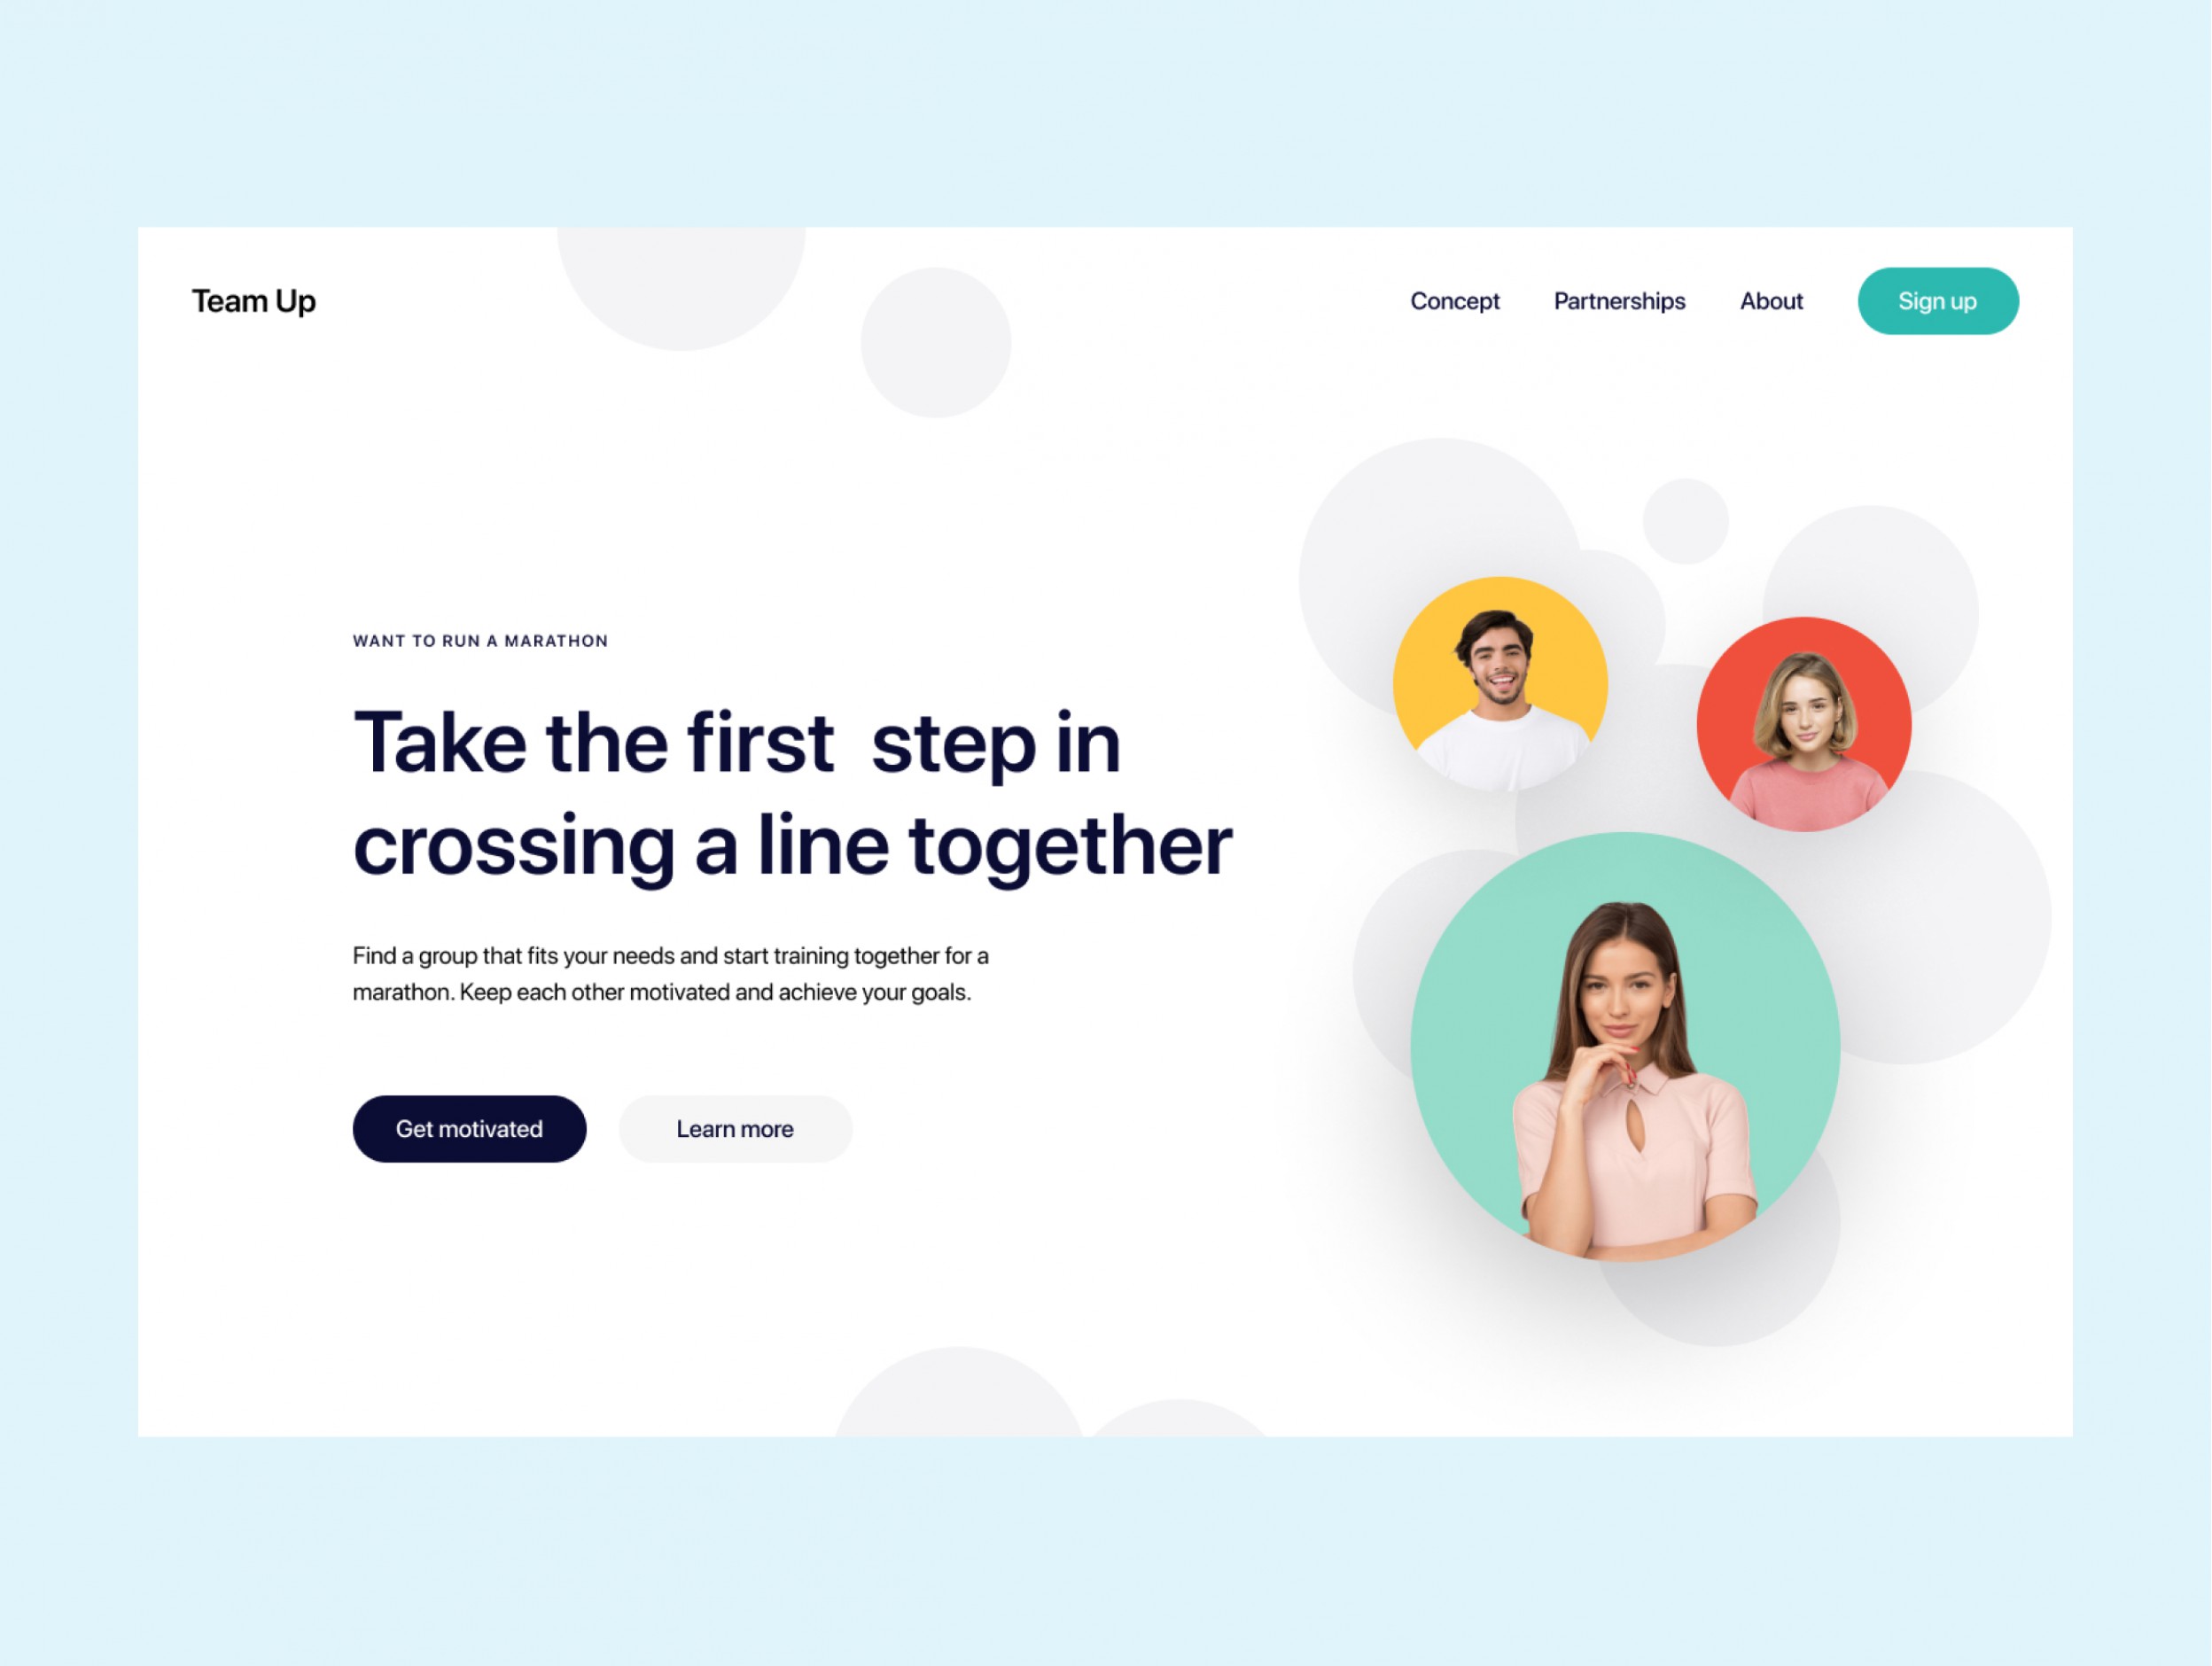 Team Up
Concept
Partnerships
About
Sign up
WANT TO RUN A MARATHON
Take the first  step in
crossing a line together
Find a group that fits your needs and start training together for a
marathon. Keep each other motivated and achieve your goals.
Get motivated
Learn more